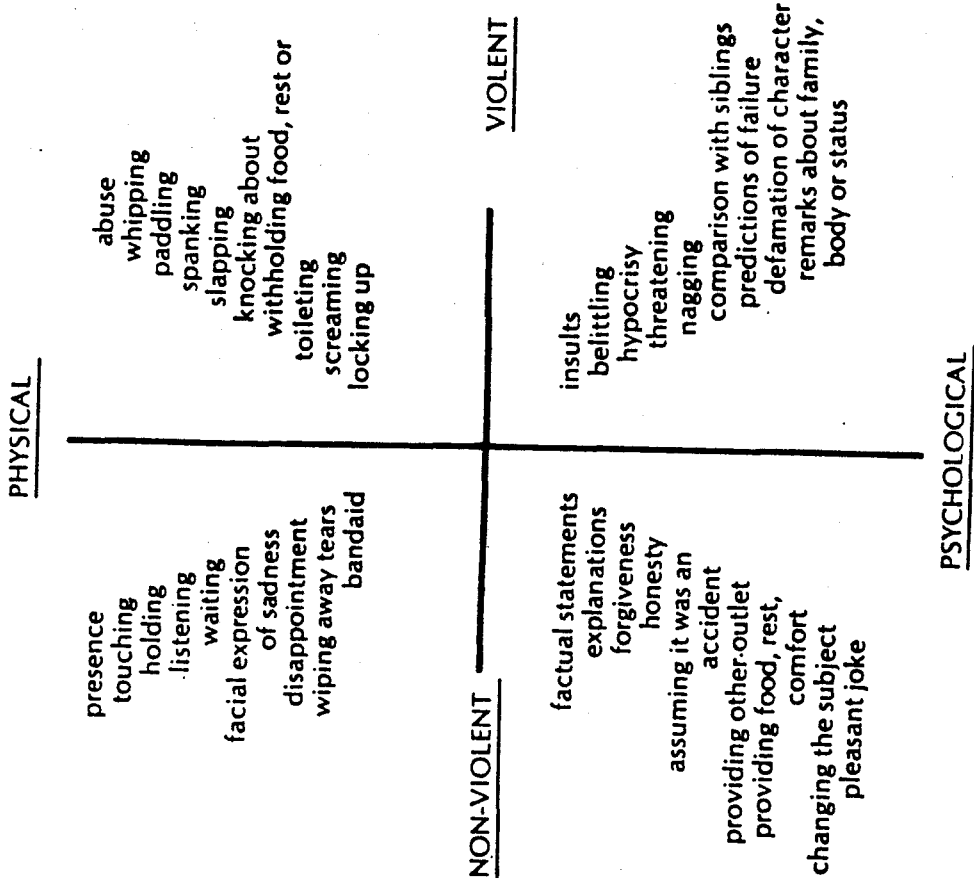 PHYSICAL
presence
touching
holding
listening
waiting
facial expression
of sadness
disappointment
wiping away tears
bandaid
abuse
whipping
paddling
spanking
slapping
knocking about
withholding food, rest or
toileting
screaming
locking up
NON-VIOLENT
VIOLENT
factual statements
explanations
forgiveness
honesty
assuming it was an
accident
providing other outlet
providing food, rest,
comfort
changing the subject
pleasant joke
insults
belittling
hypocrisy
threatening
nagging
comparison with siblings
predictions of failure
defamation of character
remarks about family,
body or status
PSYCHOLOGICAL